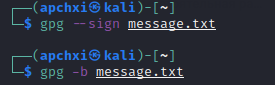 ┌──(apchxi㉿kali)-[~]
└─$ gpg --sign message.txt
┌──(apchxi㉿kali)-[~]
└─$ gpg -b message.txt